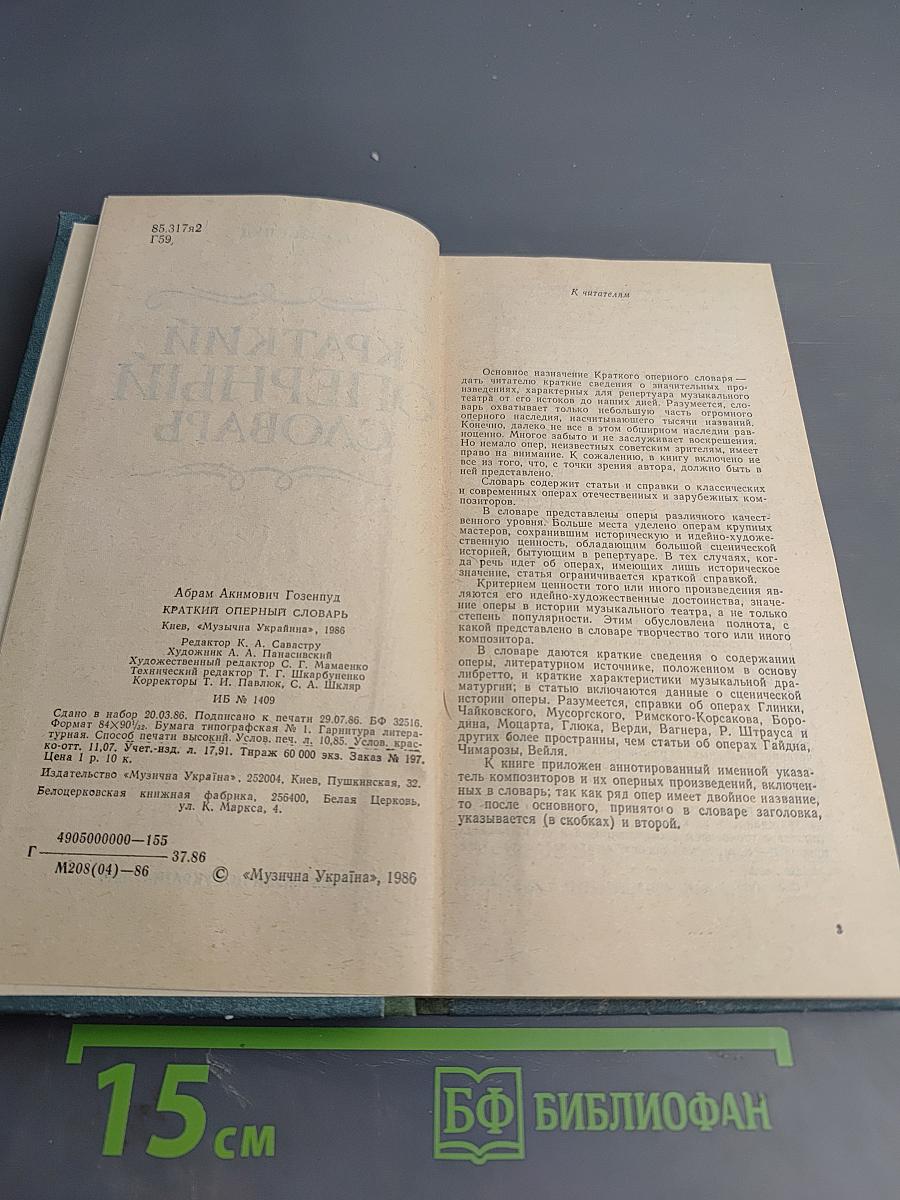 85.317я2
Г59
Абрам Акимович Гозенпуд
КРАТКИЙ ОПЕРНЫЙ СЛОВАРЬ
Киев, «Музычна Украйина», 1986
Редактор К. А. Савастру
Художник А. А. Панасивский
Художественный редактор С. Г. Мамаенко
Технический редактор Т. Г. Шкарбуненко
Корректоры Т. И. Павлюк, С. А. Шкляр
ИБ № 1409
Сдано в набор 20.03.86. Подписано к печати 29.07.86. БФ 32516.
Формат 84X90¹/₃₂. Бумага типографская № 1. Гарнитура литера-
турная. Способ печати высокий. Услов. печ. л. 10,85. Услов. крас-
ко-отт. 11,07. Учет.-изд. л. 17,91. Тираж 60 000 экз. Заказ № 197.
Цена 1 р. 10 к.
Издательство «Музична Україна», 252004, Киев, Пушкинская, 32.
Белоцерковская книжная фабрика, 256400, Белая Церковь,
ул. К. Маркса, 4.
4905000000—155
Г 37.86
М208(04)—86
© «Музична Україна», 1986
К читателям
Основное назначение Краткого оперного словаря —
дать читателю краткие сведения о значительных про-
изведениях, характерных для репертуара музыкального
театра от его истоков до наших дней. Разумеется, сло-
варь охватывает только небольшую часть огромного
оперного наследия, насчитывающего тысячи названий.
Конечно, далеко не все в этом обширном наследии рав-
ноценно. Многое забыто и не заслуживает воскрешения.
Но немало опер, неизвестных советским зрителям, имеет
право на внимание. К сожалению, в книгу включено не
все из того, что, с точки зрения автора, должно быть в
ней представлено.
Словарь содержит статьи и справки о классических
и современных операх отечественных и зарубежных ком-
позиторов.
В словаре представлены оперы различного качест-
венного уровня. Больше места уделено операм крупных
мастеров, сохранившим историческую и идейно-художе-
ственную ценность, обладающим большой сценической
историей, бытующим в репертуаре. В тех случаях, ког-
да речь идет об операх, имеющих лишь историческое
значение, статья ограничивается краткой справкой.
Критерием ценности того или иного произведения яв-
ляются его идейно-художественные достоинства, значе-
ние оперы в истории музыкального театра, а не только
степень популярности. Этим обусловлена полнота, с
какой представлено в словаре творчество того или иного
композитора.
В словаре даются краткие сведения о содержании
оперы, литературном источнике, положенном в основу
либретто, и краткие характеристики музыкальной дра-
матургии; в статью включаются данные о сценической
истории оперы. Разумеется, справки об операх Глинки,
Чайковского, Мусоргского, Римского-Корсакова, Боро-
дина, Моцарта, Глюка, Верди, Вагнера, Р. Штрауса и
других более пространны, чем статьи об операх Гайдна,
Чимарозы, Вейля.
К книге приложен аннотированный именной указа-
тель композиторов и их оперных произведений, включен-
ных в словарь; так как ряд опер имеет двойное название,
то после основного, принятого в словаре заголовка,
указывается (в скобках) и второй.
3
15 см
БФ БИБЛИОФАН